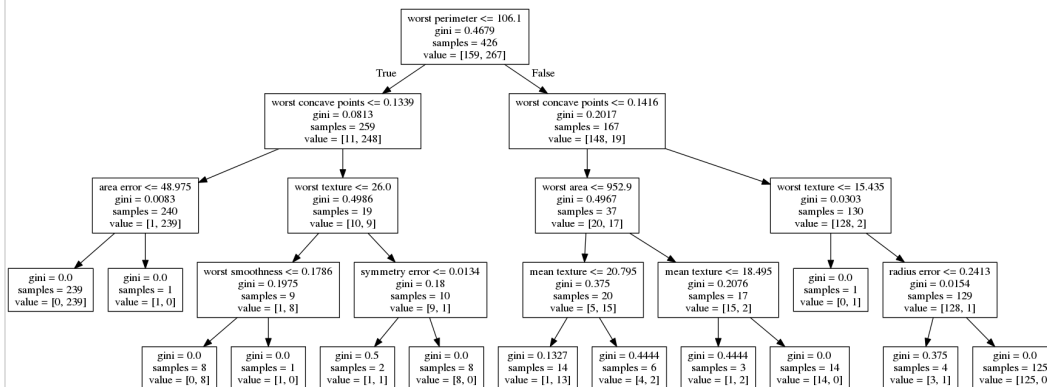 worst perimeter <= 106.1
gini = 0.4679
samples = 426
value = [159, 267]
True
False
worst concave points <= 0.1339
gini = 0.0813
samples = 259
value = [11, 248]
worst concave points <= 0.1416
gini = 0.2017
samples = 167
value = [148, 19]
area error <= 48.975
gini = 0.0083
samples = 240
value = [1, 239]
worst texture <= 26.0
gini = 0.4986
samples = 19
value = [10, 9]
worst area <= 952.9
gini = 0.4967
samples = 37
value = [20, 17]
worst texture <= 15.435
gini = 0.0303
samples = 130
value = [128, 2]
gini = 0.0
samples = 239
value = [0, 239]
gini = 0.0
samples = 1
value = [1, 0]
worst smoothness <= 0.1786
gini = 0.1975
samples = 9
value = [1, 8]
symmetry error <= 0.0134
gini = 0.18
samples = 10
value = [9, 1]
mean texture <= 20.795
gini = 0.375
samples = 20
value = [5, 15]
mean texture <= 18.495
gini = 0.2076
samples = 17
value = [15, 2]
gini = 0.0
samples = 1
value = [0, 1]
radius error <= 0.2413
gini = 0.0154
samples = 129
value = [128, 1]
gini = 0.0
samples = 8
value = [0, 8]
gini = 0.0
samples = 1
value = [1, 0]
gini = 0.5
samples = 2
value = [1, 1]
gini = 0.0
samples = 8
value = [8, 0]
gini = 0.1327
samples = 14
value = [1, 13]
gini = 0.4444
samples = 6
value = [4, 2]
gini = 0.4444
samples = 3
value = [1, 2]
gini = 0.0
samples = 14
value = [14, 0]
gini = 0.375
samples = 4
value = [3, 1]
gini = 0.0
samples = 125
value = [125, 0]